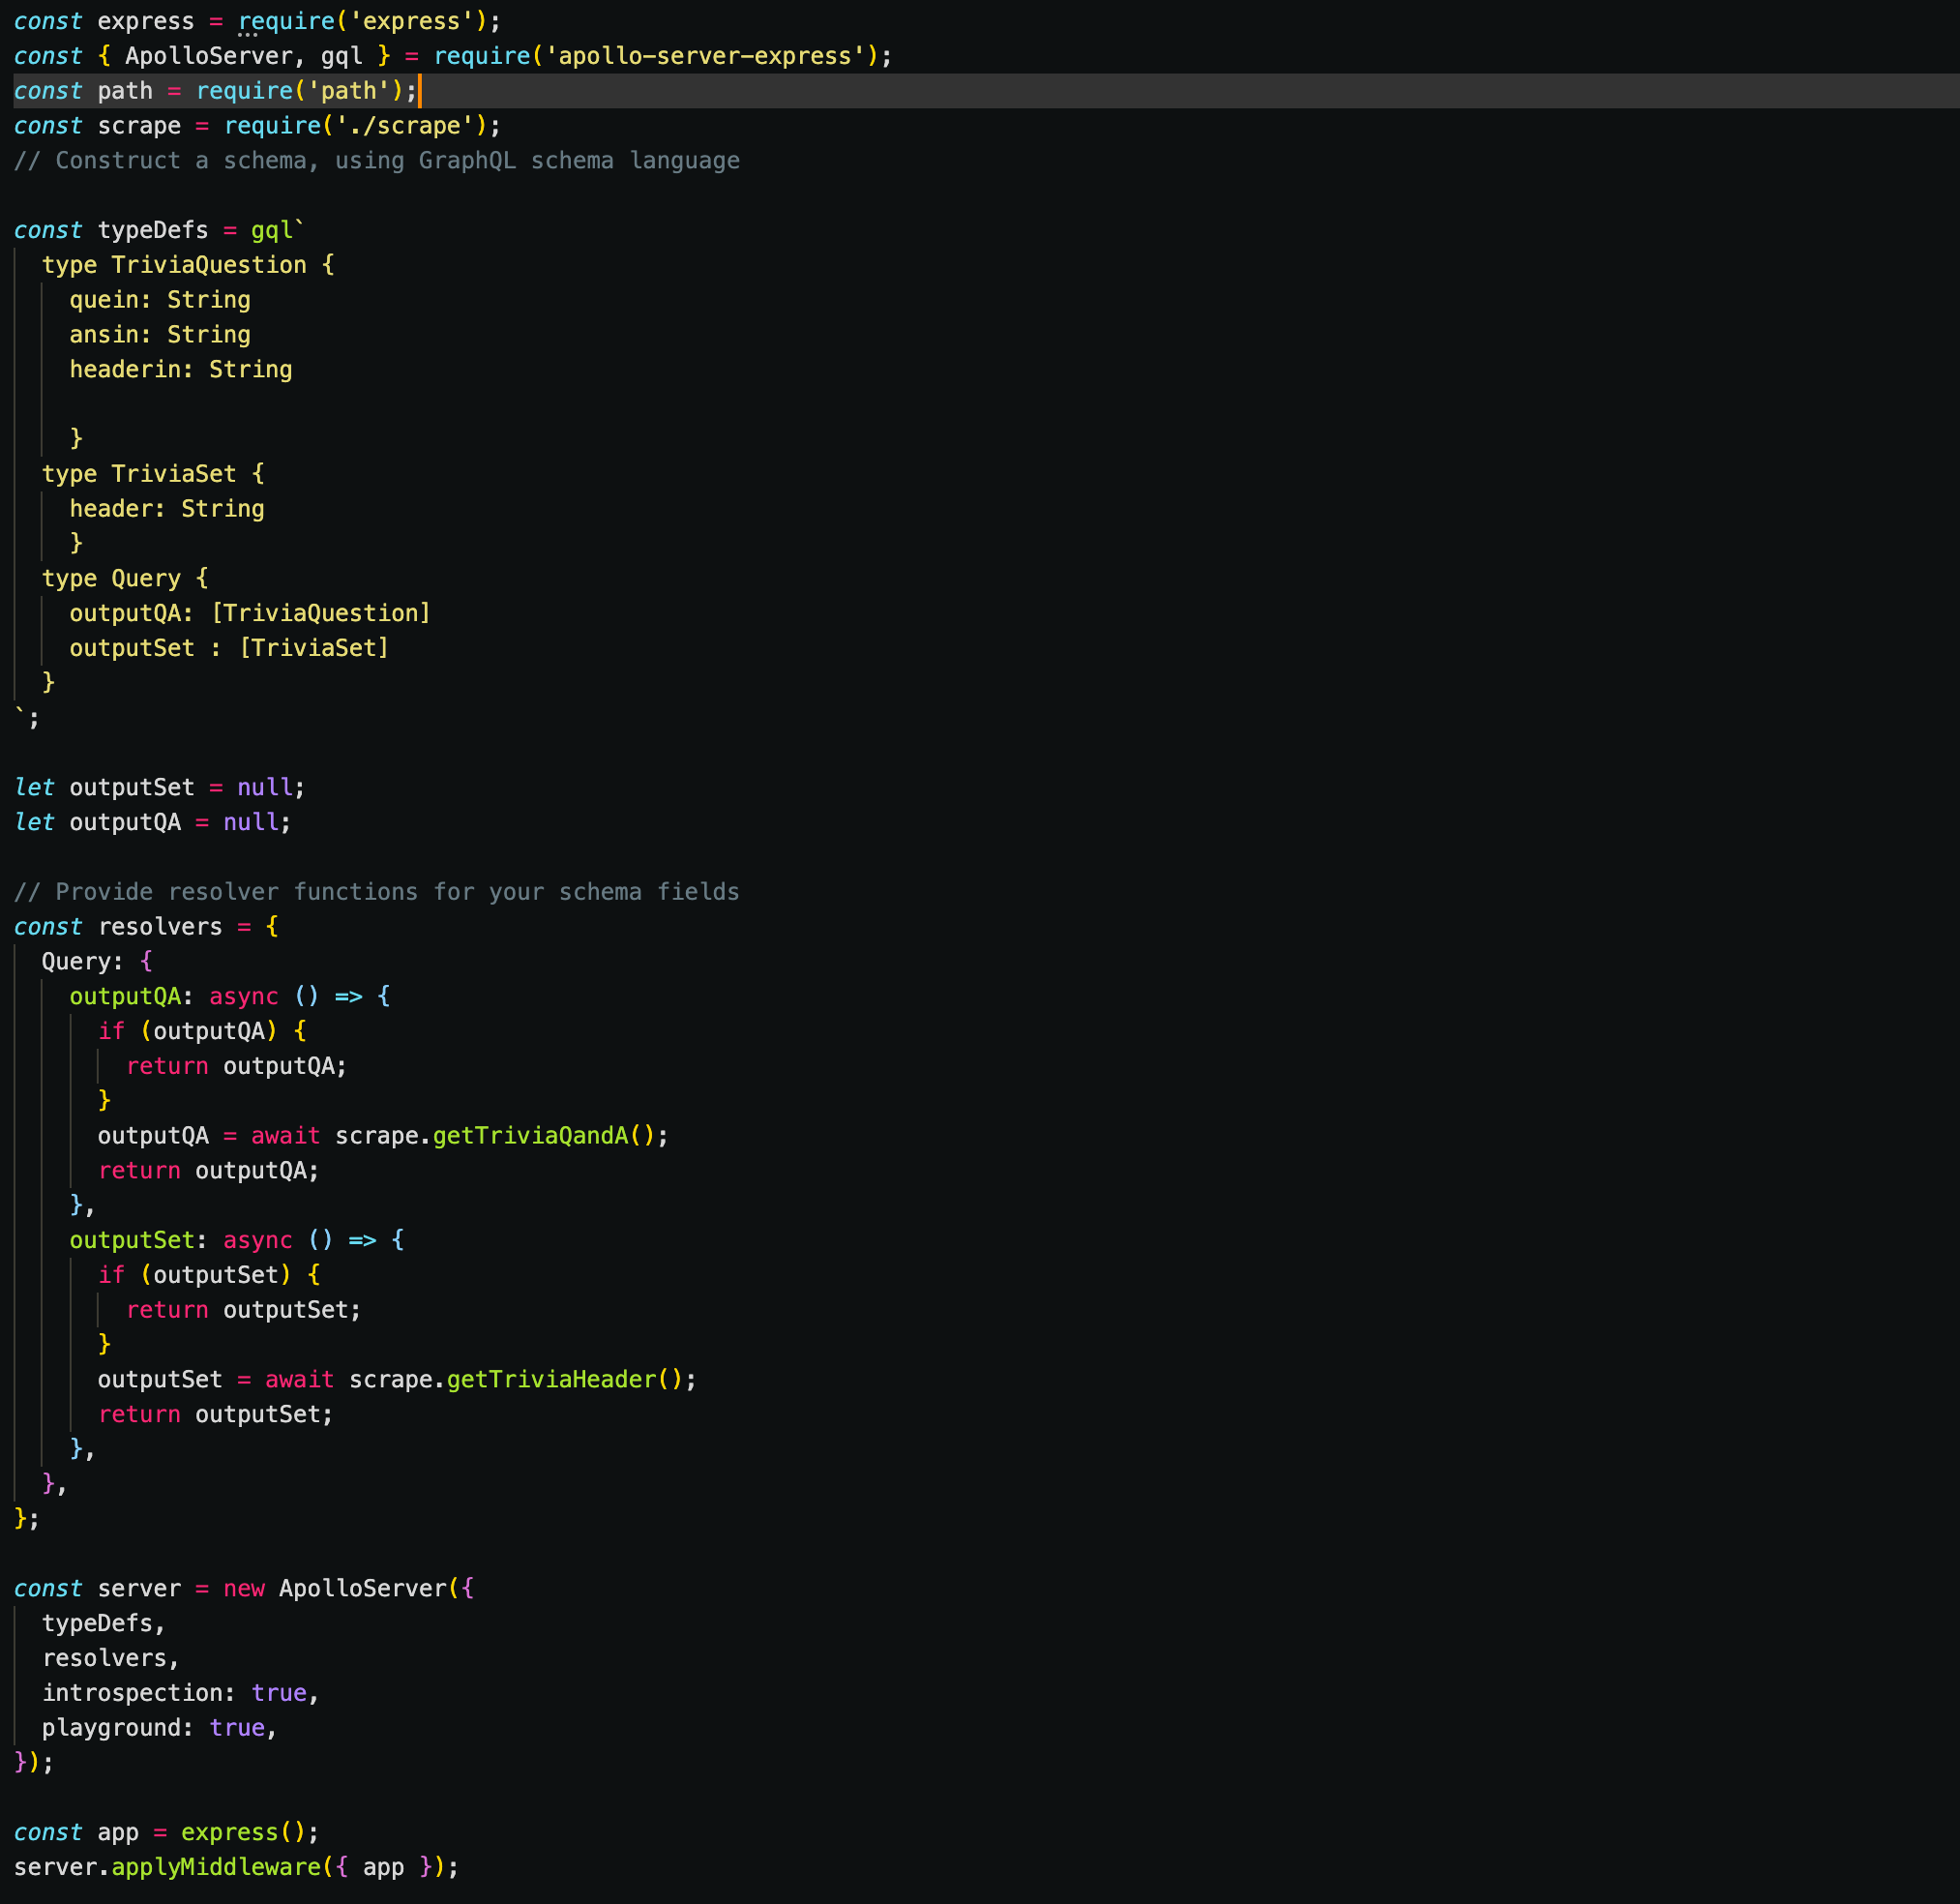 const express = require('express');
const { ApolloServer, gql } = require('apollo-server-express');
const path = require('path');
const scrape = require('./scrape');
// Construct a schema, using GraphQL schema language

const typeDefs = gql`
  type TriviaQuestion {
    quein: String
    ansin: String
    headerin: String

    }
  type TriviaSet {
    header: String
    }
  type Query {
    outputQA: [TriviaQuestion]
    outputSet : [TriviaSet]
  }
`;

let outputSet = null;
let outputQA = null;

// Provide resolver functions for your schema fields
const resolvers = {
  Query: {
    outputQA: async () => {
      if (outputQA) {
        return outputQA;
      }
      outputQA = await scrape.getTriviaQandA();
      return outputQA;
    },
    outputSet: async () => {
      if (outputSet) {
        return outputSet;
      }
      outputSet = await scrape.getTriviaHeader();
      return outputSet;
    },
  },
};

const server = new ApolloServer({
  typeDefs,
  resolvers,
  introspection: true,
  playground: true,
});

const app = express();
server.applyMiddleware({ app });